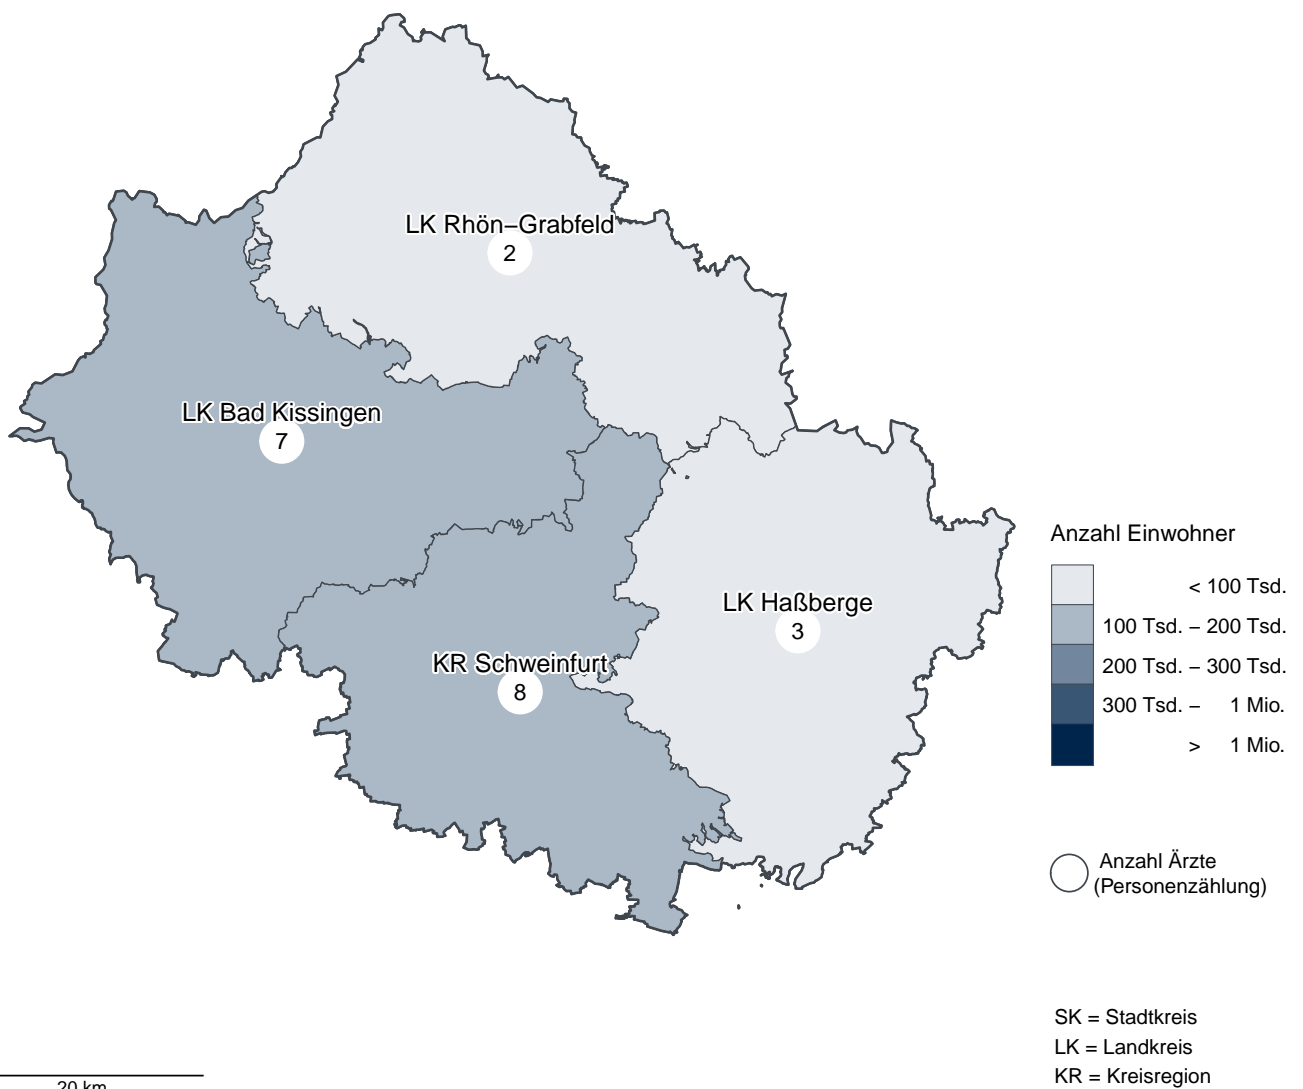 LK Rhön–Grabfeld
2
LK Bad Kissingen
7
LK Haßberge
3
KR Schweinfurt
8
Anzahl Einwohner
< 100 Tsd.
100 Tsd. – 200 Tsd.
200 Tsd. – 300 Tsd.
300 Tsd. – 1 Mio.
> 1 Mio.
Anzahl Ärzte
(Personenzählung)
SK = Stadtkreis
LK = Landkreis
KR = Kreisregion
20 km